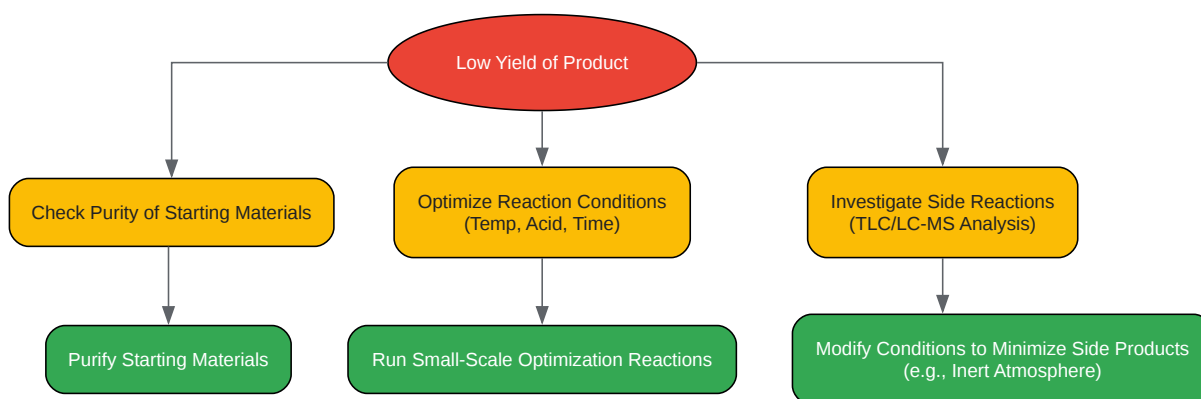 Low Yield of Product
Check Purity of Starting Materials
Optimize Reaction Conditions
(Temp, Acid, Time)
Investigate Side Reactions
(TLC/LC-MS Analysis)
Purify Starting Materials
Run Small-Scale Optimization Reactions
Modify Conditions to Minimize Side Products
(e.g., Inert Atmosphere)